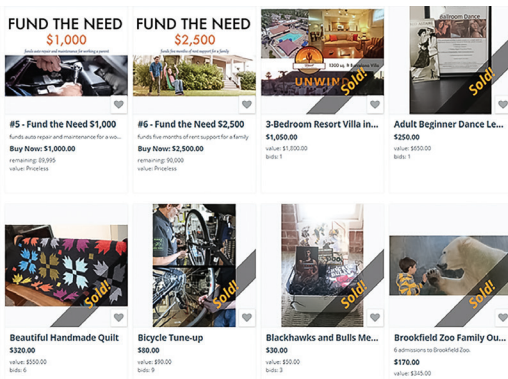 FUND THE NEED
$1,000
funds auto repair and maintenance for working a parent
#5 - Fund the Need $1,000
funds auto repair and maintenance for a wo...
Buy Now: $1,000.00
remaining: 89,995
value: Priceless
FUND THE NEED
$2,500
funds five months of rent support for a family
#6 - Fund the Need $2,500
funds five months of rent support for a family
Buy Now: $2,500.00
remaining: 90,000
value: Priceless
UNWIND
Sold!
3-Bedroom Resort Villa in...
$1,050.00
value: $1,800.00
bids: 1
Ballroom Dance
Sold!
Adult Beginner Dance Le...
$250.00
value: $650.00
bids: 1
Sold!
Beautiful Handmade Quilt
$320.00
value: $550.00
bids: 6
Sold!
Bicycle Tune-up
$80.00
value: $90.00
bids: 9
Sold!
Blackhawks and Bulls Me...
$30.00
value: $50.00
bids: 3
Sold!
Brookfield Zoo Family Ou...
6 admissions to Brookfield Zoo.
$170.00
value: $345.00